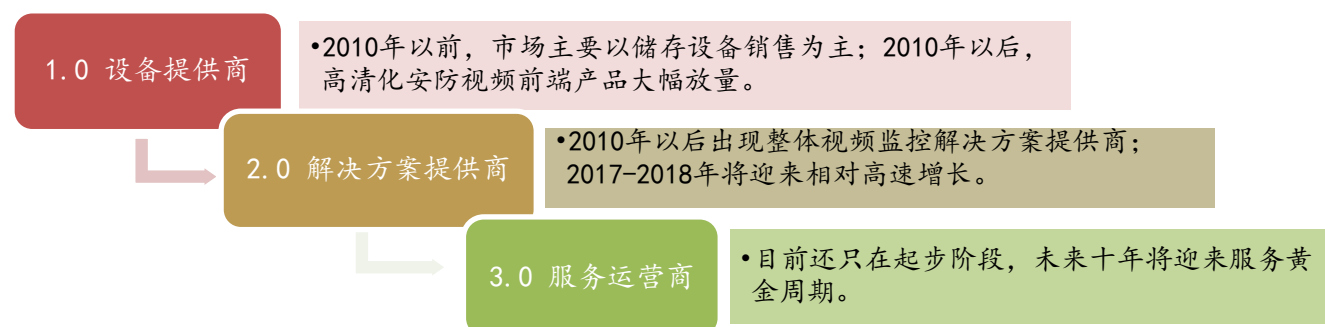 1.0 设备提供商
•2010年以前，市场主要以储存设备销售为主；2010年以后，
高清化安防视频前端产品大幅放量。
2.0 解决方案提供商
•2010年以后出现整体视频监控解决方案提供商；
2017-2018年将迎来相对高速增长。
3.0 服务运营商
•目前还只在起步阶段，未来十年将迎来服务黄
金周期。